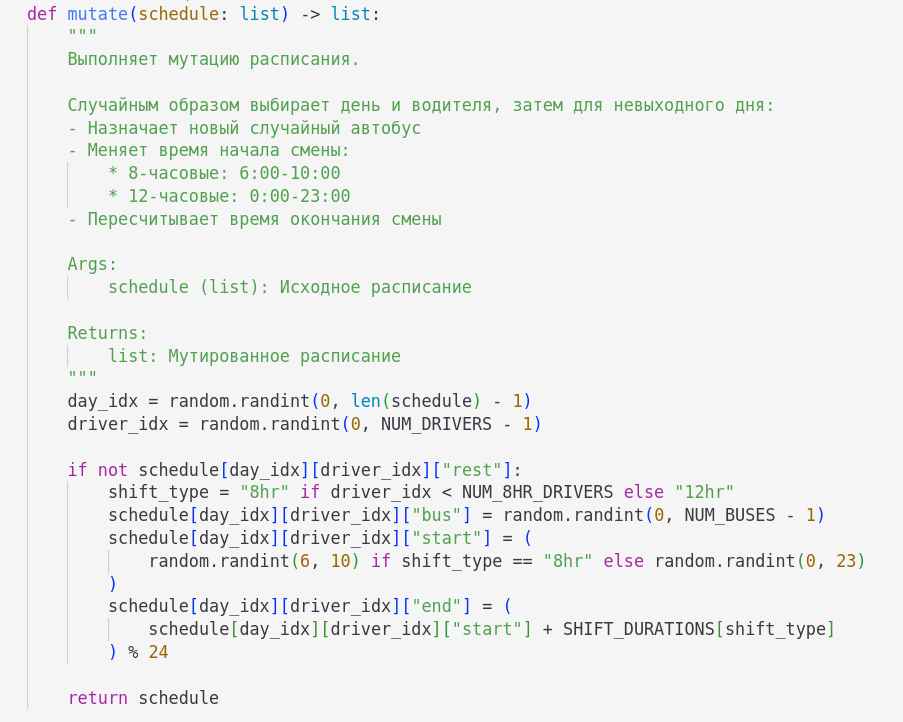 def mutate(schedule: list) -> list:
    """
    Выполняет мутацию расписания.

    Случайным образом выбирает день и водителя, затем для невыходного дня:
    - Назначает новый случайный автобус
    - Меняет время начала смены:
        * 8-часовые: 6:00-10:00
        * 12-часовые: 0:00-23:00
    - Пересчитывает время окончания смены

    Args:
        schedule (list): Исходное расписание

    Returns:
        list: Мутированное расписание
    """
    day_idx = random.randint(0, len(schedule) - 1)
    driver_idx = random.randint(0, NUM_DRIVERS - 1)

    if not schedule[day_idx][driver_idx]["rest"]:
        shift_type = "8hr" if driver_idx < NUM_8HR_DRIVERS else "12hr"
        schedule[day_idx][driver_idx]["bus"] = random.randint(0, NUM_BUSES - 1)
        schedule[day_idx][driver_idx]["start"] = (
            random.randint(6, 10) if shift_type == "8hr" else random.randint(0, 23)
        )
        schedule[day_idx][driver_idx]["end"] = (
            schedule[day_idx][driver_idx]["start"] + SHIFT_DURATIONS[shift_type]
        ) % 24

    return schedule